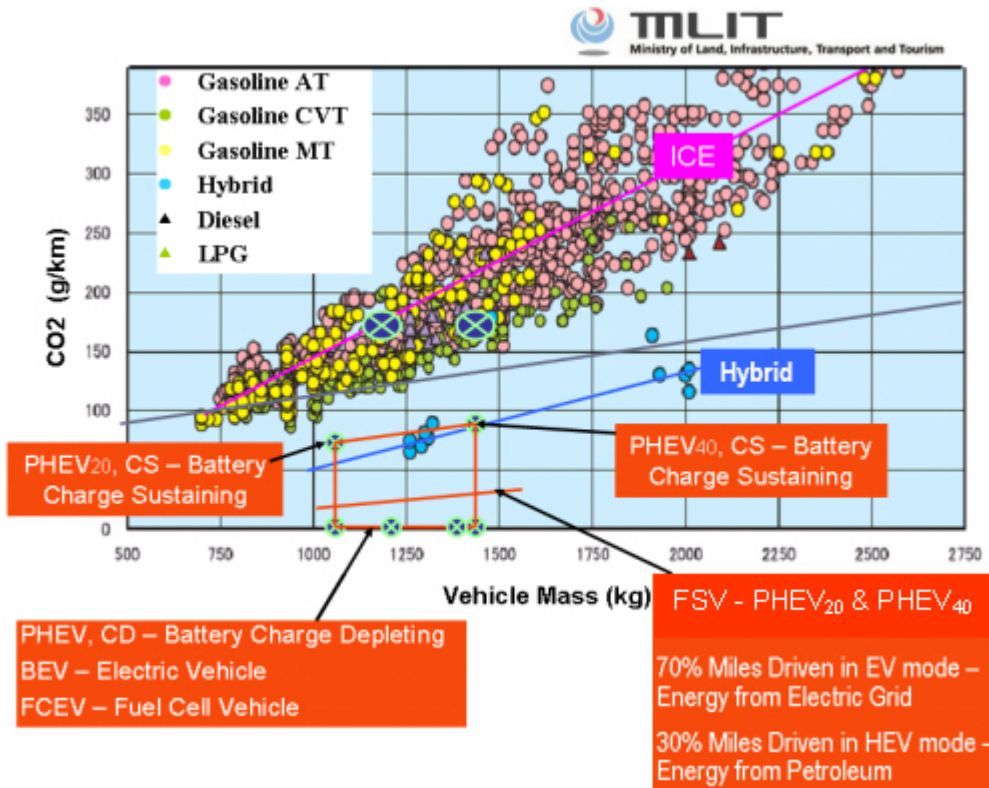 MLIT
Ministry of Land, Infrastructure, Transport and Tourism
Gasoline AT
Gasoline CVT
Gasoline MT
Hybrid
Diesel
LPG
ICE
Hybrid
CO2 (g/km)
350
300
250
200
150
100
0
500
1000
1250
1500
1750
2000
2250
2500
2750
Vehicle Mass (kg)
PHEV20, CS – Battery
Charge Sustaining
PHEV40, CS – Battery
Charge Sustaining
PHEV, CD – Battery Charge Depleting
BEV – Electric Vehicle
FCEV – Fuel Cell Vehicle
FSV - PHEV20 & PHEV40
70% Miles Driven in EV mode –
Energy from Electric Grid
30% Miles Driven in HEV mode –
Energy from Petroleum